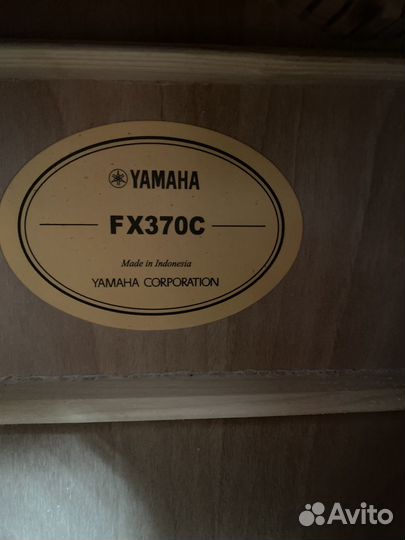 YAMAHA
FX370C
Made in Indonesia
YAMAHA CORPORATION
Avito